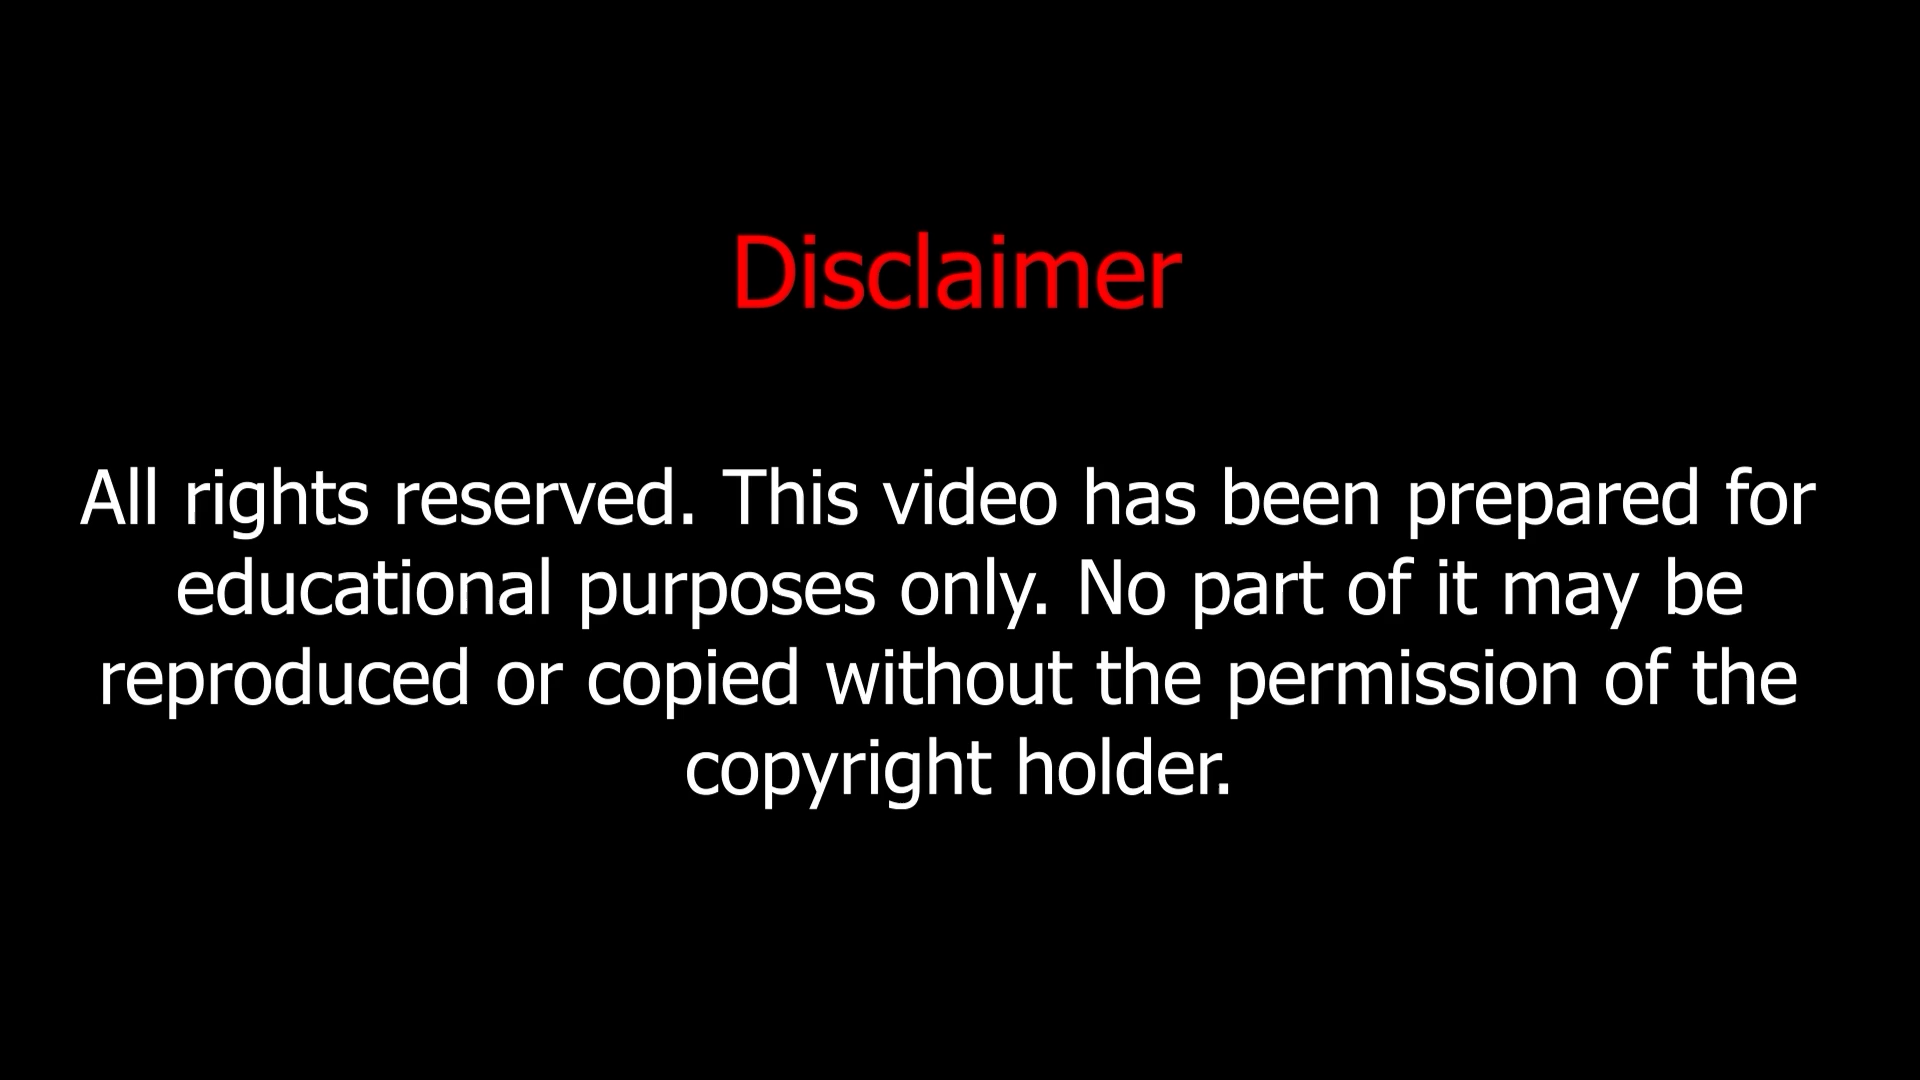 Disclaimer
All rights reserved. This video has been prepared for
educational purposes only. No part of it may be
reproduced or copied without the permission of the
copyright holder.